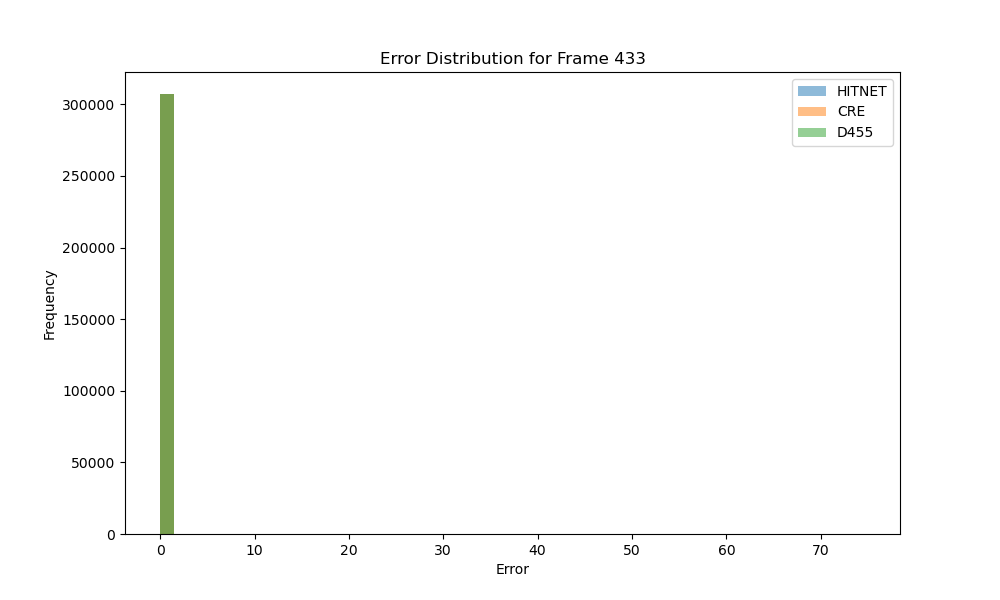 Error Distribution for Frame 433
HITNET
CRE
D455
300000
250000
200000
150000
100000
50000
0
Frequency
0 10 20 30 40 50 60 70
Error